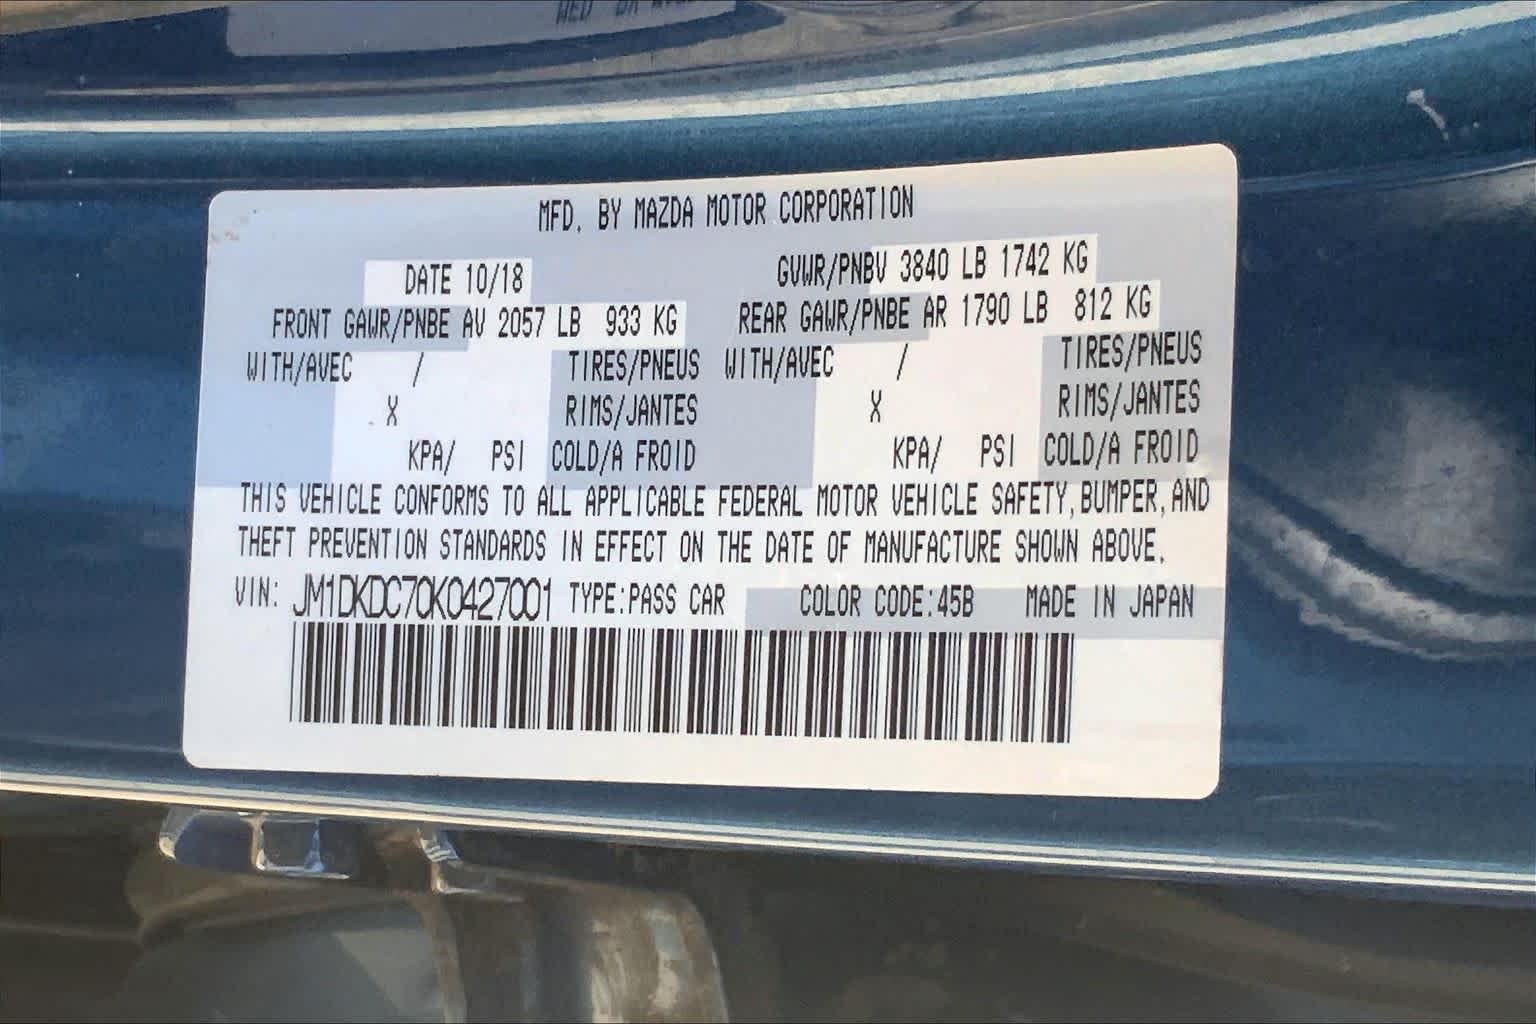 MFD. BY MAZDA MOTOR CORPORATION
DATE 10/18 GVWR/PNBV 3840 LB 1742 KG
FRONT GAWR/PNBE AV 2057 LB 933 KG REAR GAWR/PNBE AR 1790 LB 812 KG
WITH/AVEC / TIRES/PNEUS WITH/AVEC / TIRES/PNEUS
X RIMS/JANTES X RIMS/JANTES
KPA/ PSI COLD/A FROID KPA/ PSI COLD/A FROID
THIS VEHICLE CONFORMS TO ALL APPLICABLE FEDERAL MOTOR VEHICLE SAFETY, BUMPER, AND
THEFT PREVENTION STANDARDS IN EFFECT ON THE DATE OF MANUFACTURE SHOWN ABOVE.
VIN: JM1DKDC70K0427001 TYPE:PASS CAR COLOR CODE:45B MADE IN JAPAN